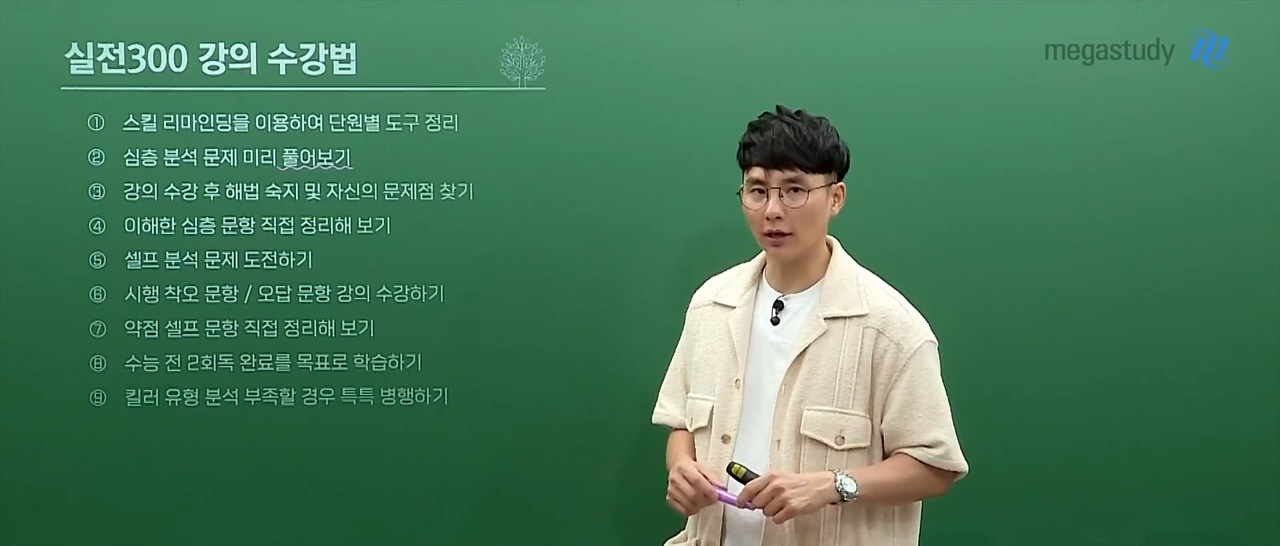 실전300 강의 수강법
megastudy
① 스킬 리마인딩을 이용하여 단원별 도구 정리
② 심층 분석 문제 미리 풀어보기
③ 강의 수강 후 해법 숙지 및 자신의 문제점 찾기
④ 이해한 심층 문항 직접 정리해 보기
⑤ 셀프 분석 문제 도전하기
⑥ 시행 착오 문항 / 오답 문항 강의 수강하기
⑦ 약점 셀프 문항 직접 정리해 보기
⑧ 수능 전 2회독 완료를 목표로 학습하기
⑨ 킬러 유형 분석 부족할 경우 특특 병행하기